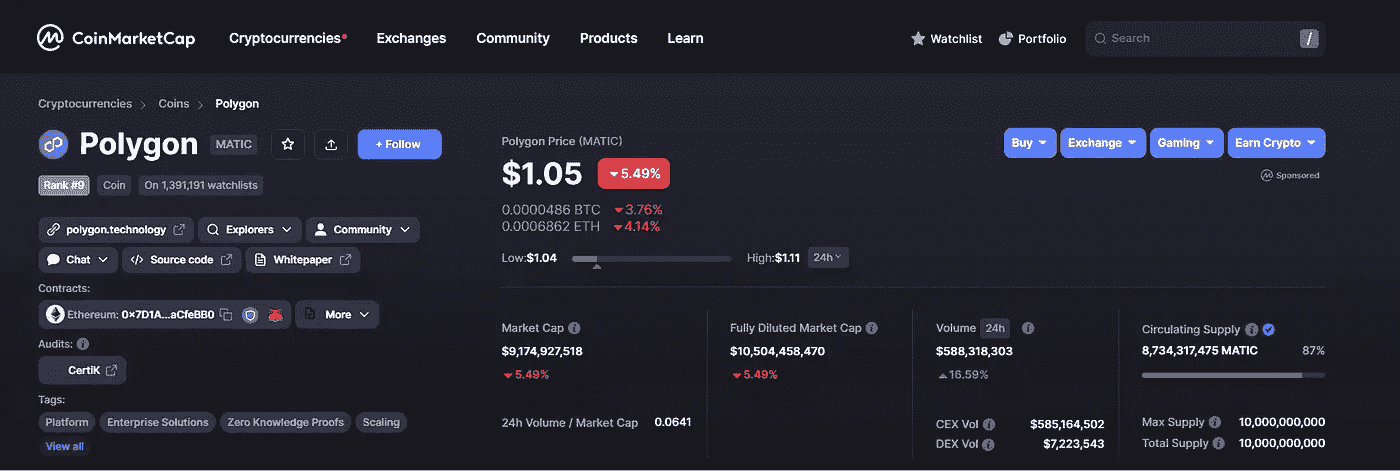 CoinMarketCap Cryptocurrencies Exchanges Community Products Learn Watchlist Portfolio Search /
Cryptocurrencies > Coins > Polygon
Polygon MATIC + Follow
Rank #9 Coin On 1,391,191 watchlists
polygon.technology Explorers Community
Chat Source code Whitepaper
Contracts:
Ethereum: 0x7D1A...aCfeBB0 More
Audits:
CertiK
Tags:
Platform Enterprise Solutions Zero Knowledge Proofs Scaling
View all
Polygon Price (MATIC)
$1.05 5.49%
0.0000486 BTC 3.76%
0.0006862 ETH 4.14%
Low:$1.04 High:$1.11 24h
Buy Exchange Gaming Earn Crypto
Sponsored
Market Cap
$9,174,927,518
5.49%
24h Volume / Market Cap 0.0641
Fully Diluted Market Cap
$10,504,458,470
5.49%
Volume 24h
$588,318,303
16.59%
CEX Vol $585,164,502
DEX Vol $7,223,543
Circulating Supply
8,734,317,475 MATIC 87%
Max Supply 10,000,000,000
Total Supply 10,000,000,000